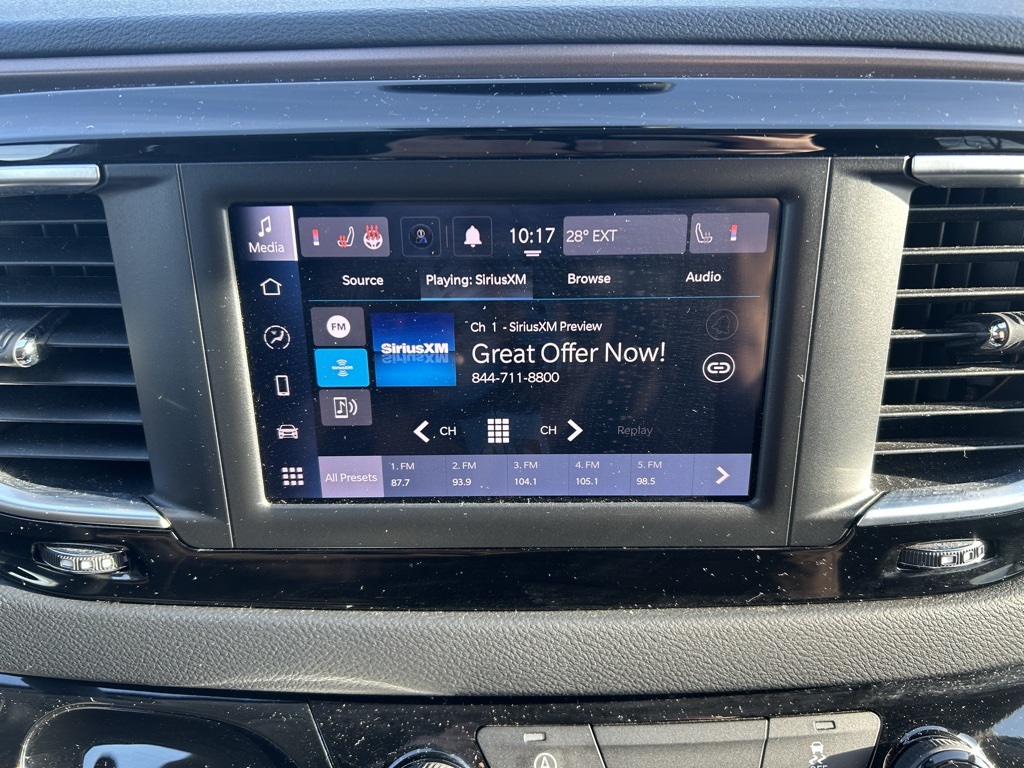 Media
10:17
28° EXT
Source Playing: SiriusXM Browse Audio
FM
SiriusXM
Ch 1 - SiriusXM Preview
Great Offer Now!
844-711-8800
CH CH Replay
All Presets
1. FM 2. FM 3. FM 4. FM 5. FM
87.7 93.9 104.1 105.1 98.5
A
OFF